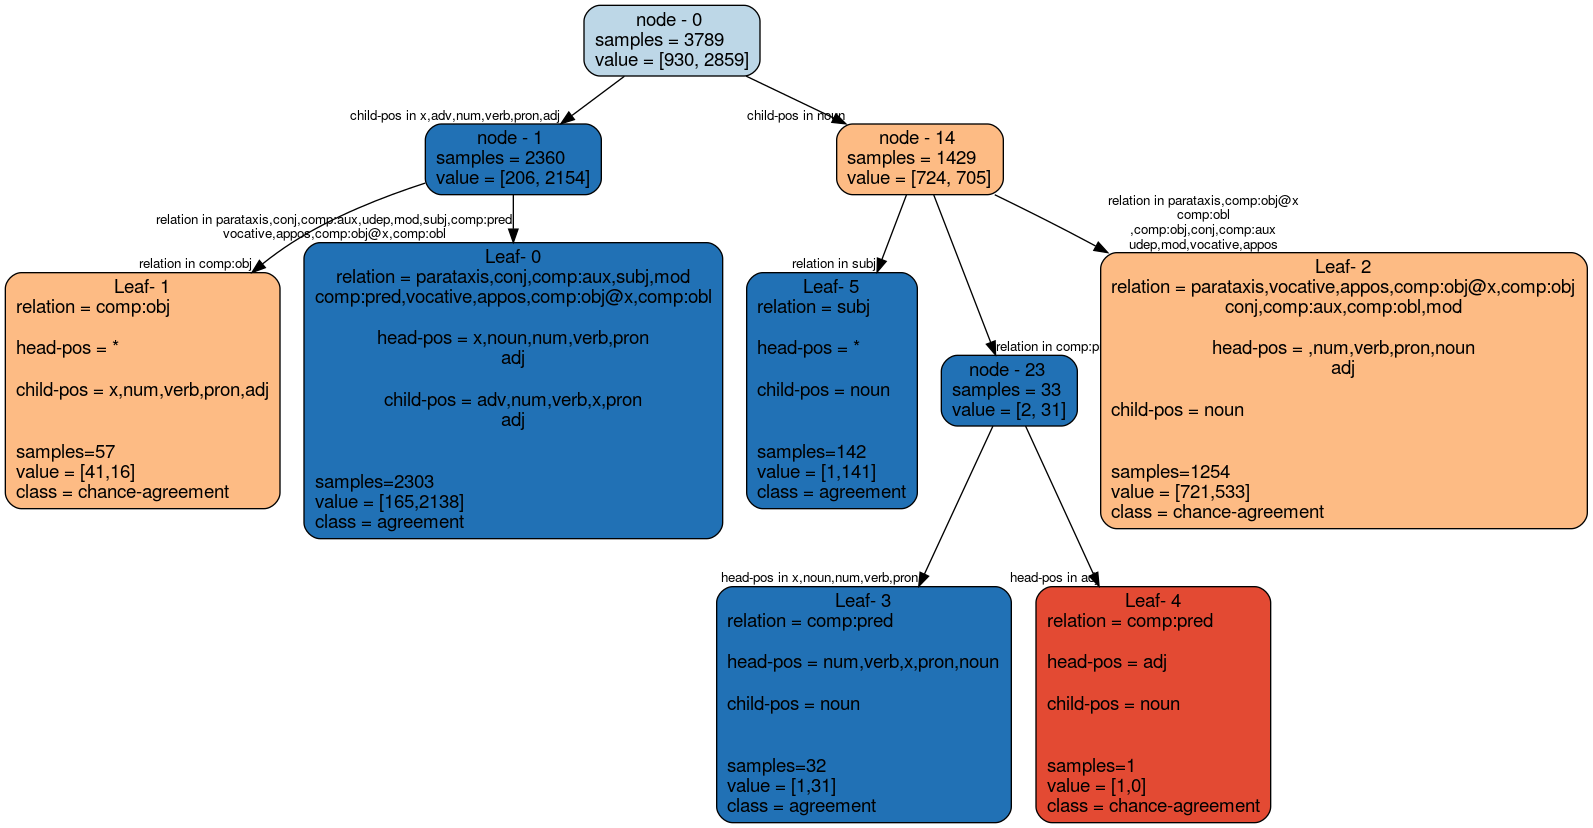 node - 0
samples = 3789
value = [930, 2859]
child-pos in x,adv,num,verb,pron,adj
child-pos in noun
node - 1
samples = 2360
value = [206, 2154]
node - 14
samples = 1429
value = [724, 705]
relation in parataxis,conj,comp:aux,udep,mod,subj,comp:pred
vocative,appos,comp:obj@x,comp:obl
relation in comp:obj
relation in subj
relation in comp:p
relation in parataxis,comp:obj@x
comp:obl
,comp:obj,conj,comp:aux
udep,mod,vocative,appos
Leaf- 1
relation = comp:obj
head-pos = *
child-pos = x,num,verb,pron,adj
samples=57
value = [41,16]
class = chance-agreement
Leaf- 0
relation = parataxis,conj,comp:aux,subj,mod
comp:pred,vocative,appos,comp:obj@x,comp:obl
head-pos = x,noun,num,verb,pron
adj
child-pos = adv,num,verb,x,pron
adj
samples=2303
value = [165,2138]
class = agreement
Leaf- 5
relation = subj
head-pos = *
child-pos = noun
samples=142
value = [1,141]
class = agreement
node - 23
samples = 33
value = [2, 31]
Leaf- 2
relation = parataxis,vocative,appos,comp:obj@x,comp:obj
conj,comp:aux,comp:obl,mod
head-pos = ,num,verb,pron,noun
adj
child-pos = noun
samples=1254
value = [721,533]
class = chance-agreement
head-pos in x,noun,num,verb,pron
head-pos in adj
Leaf- 3
relation = comp:pred
head-pos = num,verb,x,pron,noun
child-pos = noun
samples=32
value = [1,31]
class = agreement
Leaf- 4
relation = comp:pred
head-pos = adj
child-pos = noun
samples=1
value = [1,0]
class = chance-agreement